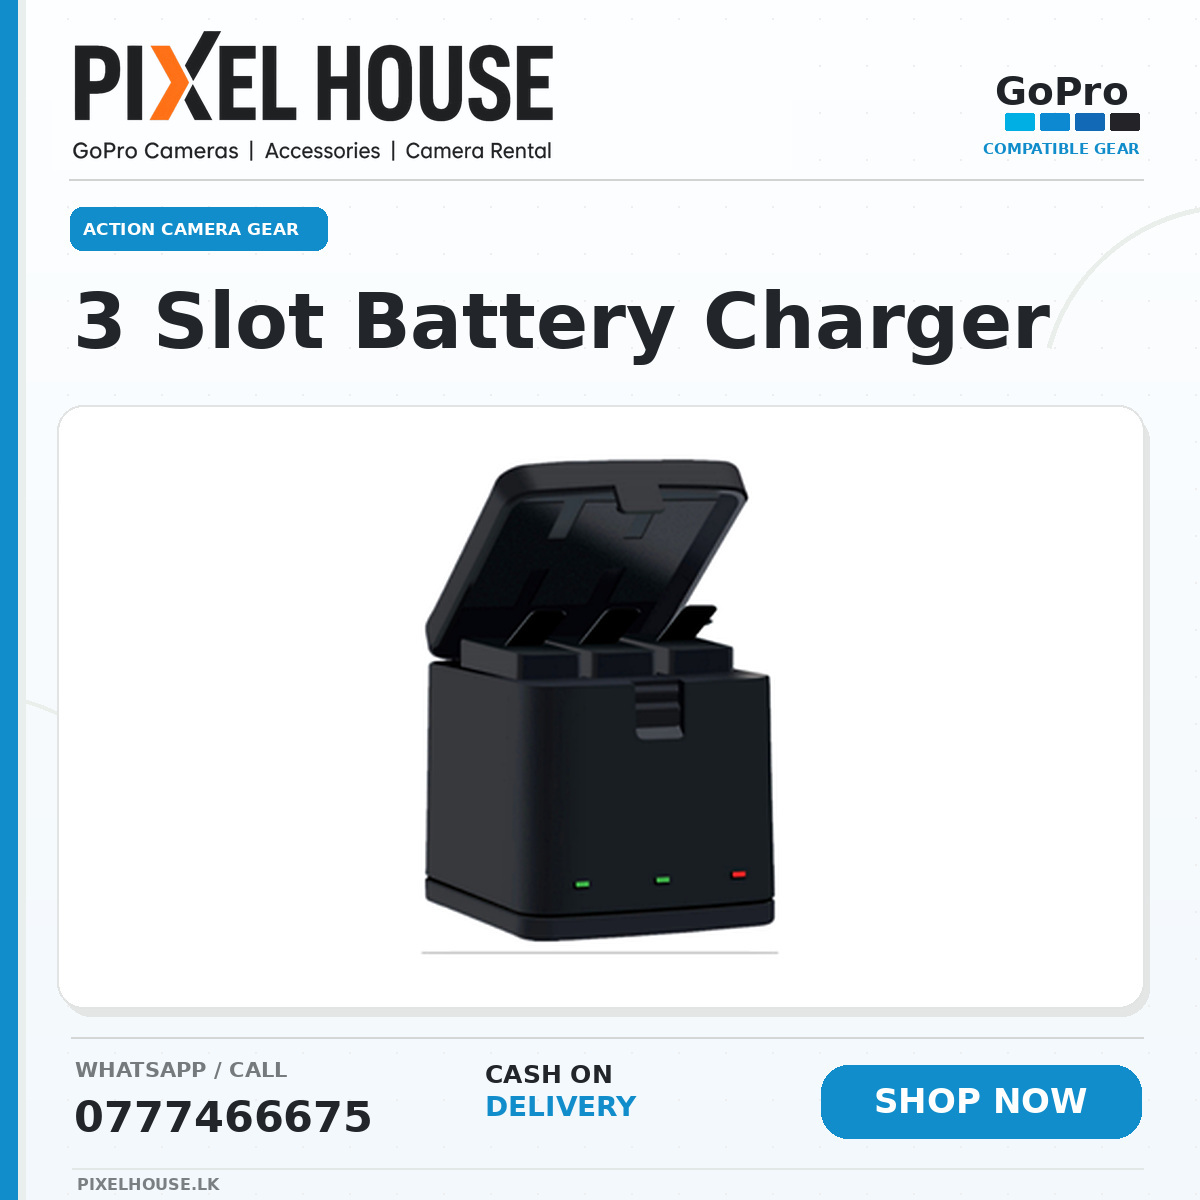 PIXEL HOUSE
GoPro Cameras | Accessories | Camera Rental
GoPro
COMPATIBLE GEAR
ACTION CAMERA GEAR
3 Slot Battery Charger
WHATSAPP / CALL
0777466675
CASH ON
DELIVERY
SHOP NOW
PIXELHOUSE.LK